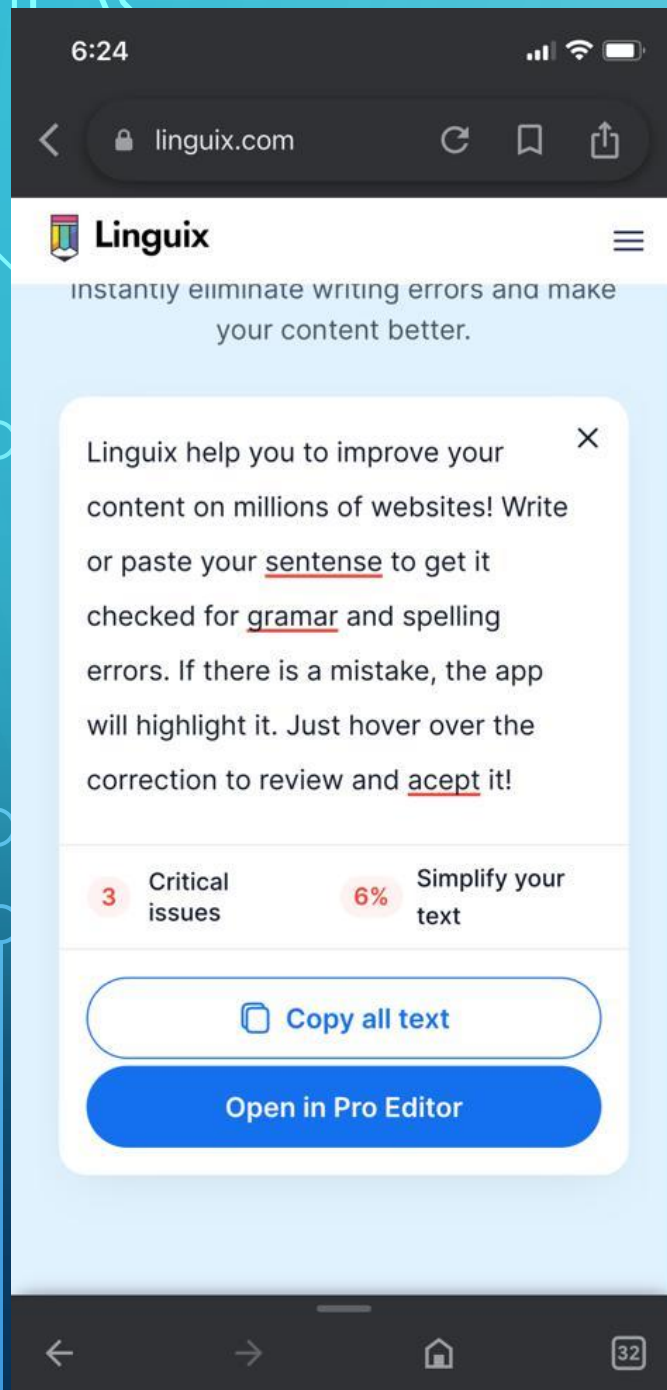 6:24
linguix.com
Linguix
Instantly eliminate writing errors and make
your content better.
Linguix help you to improve your
content on millions of websites! Write
or paste your sentense to get it
checked for gramar and spelling
errors. If there is a mistake, the app
will highlight it. Just hover over the
correction to review and acept it!
3 Critical
issues
6% Simplify your
text
Copy all text
Open in Pro Editor
32